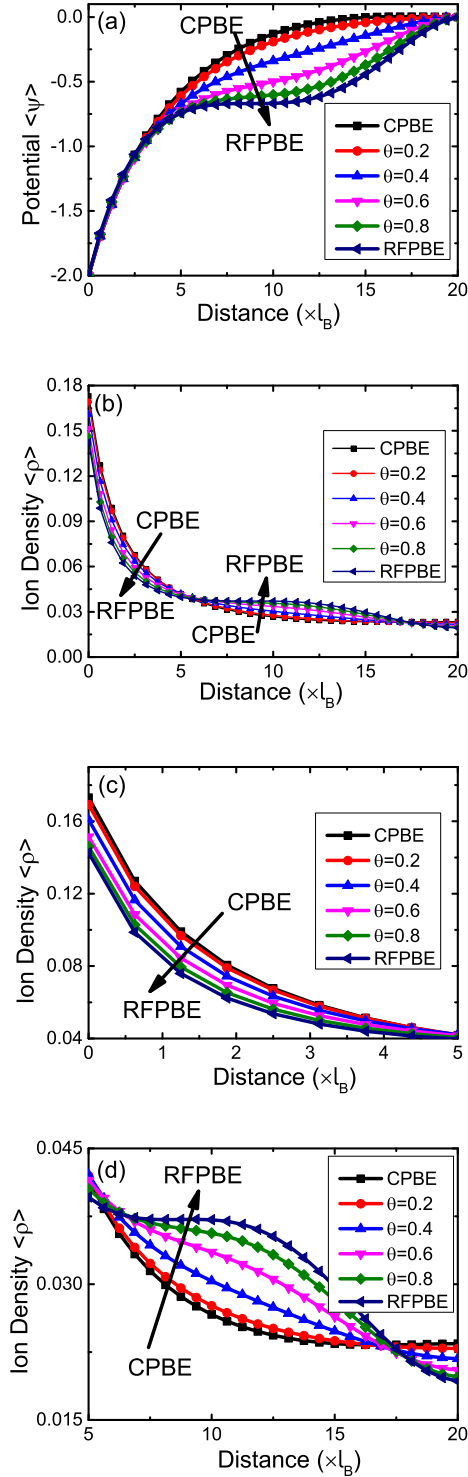 (a)
CPBE
RFPBE
CPBE
θ=0.2
θ=0.4
θ=0.6
θ=0.8
RFPBE
0.0
-0.5
-1.0
-1.5
-2.0
Potential <ψ>
0 5 10 15 20
Distance (×l_B)
(b)
CPBE
θ=0.2
θ=0.4
θ=0.6
θ=0.8
RFPBE
CPBE
RFPBE
RFPBE
CPBE
0.18
0.15
0.12
0.09
0.06
0.03
0.00
Ion Density <ρ>
0 5 10 15 20
Distance (×l_B)
(c)
CPBE
θ=0.2
θ=0.4
θ=0.6
θ=0.8
RFPBE
CPBE
RFPBE
0.16
0.12
0.08
0.04
Ion Density <ρ>
0 1 2 3 4 5
Distance (×l_B)
(d)
RFPBE
CPBE
CPBE
θ=0.2
θ=0.4
θ=0.6
θ=0.8
RFPBE
0.045
0.030
0.015
Ion Density <ρ>
5 10 15 20
Distance (×l_B)